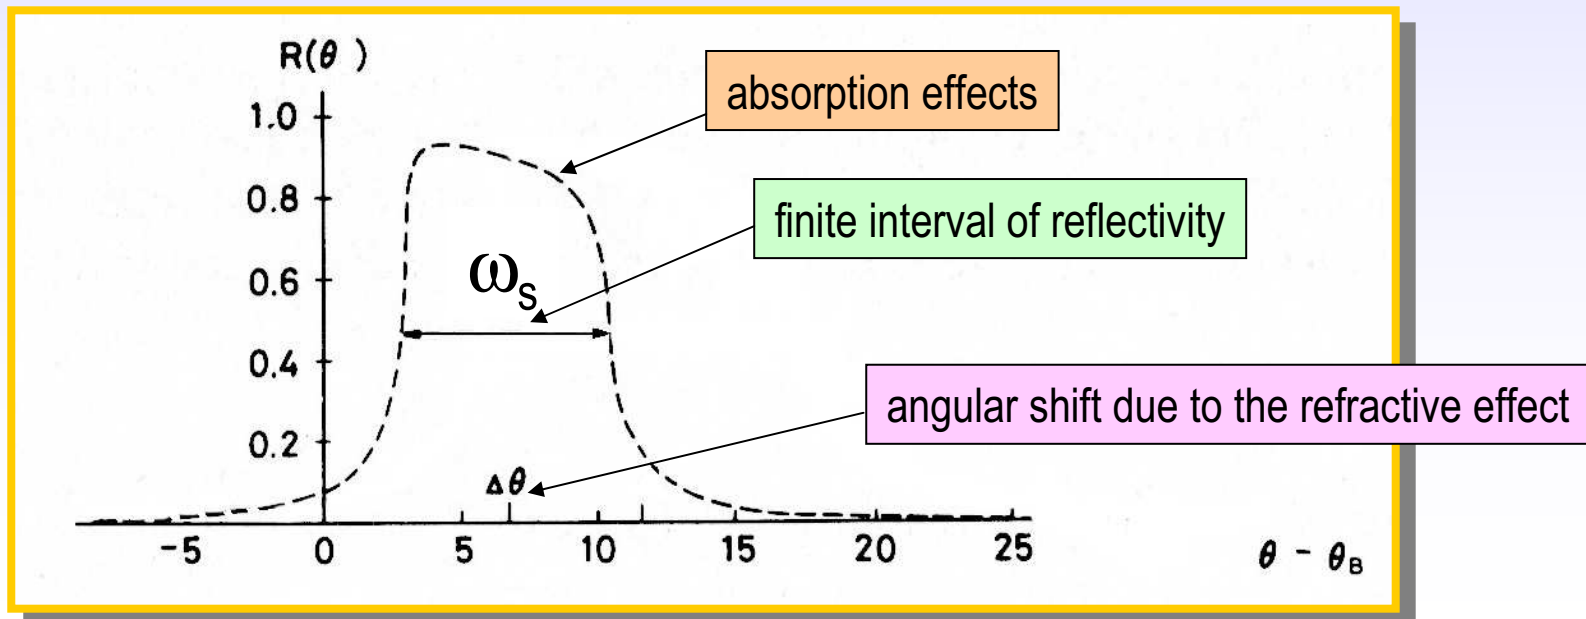 R(θ )
absorption effects
1.0
0.8
finite interval of reflectivity
0.6
ωs
0.4
angular shift due to the refractive effect
0.2
Δθ
-5 0 5 10 15 20 25
θ - θB